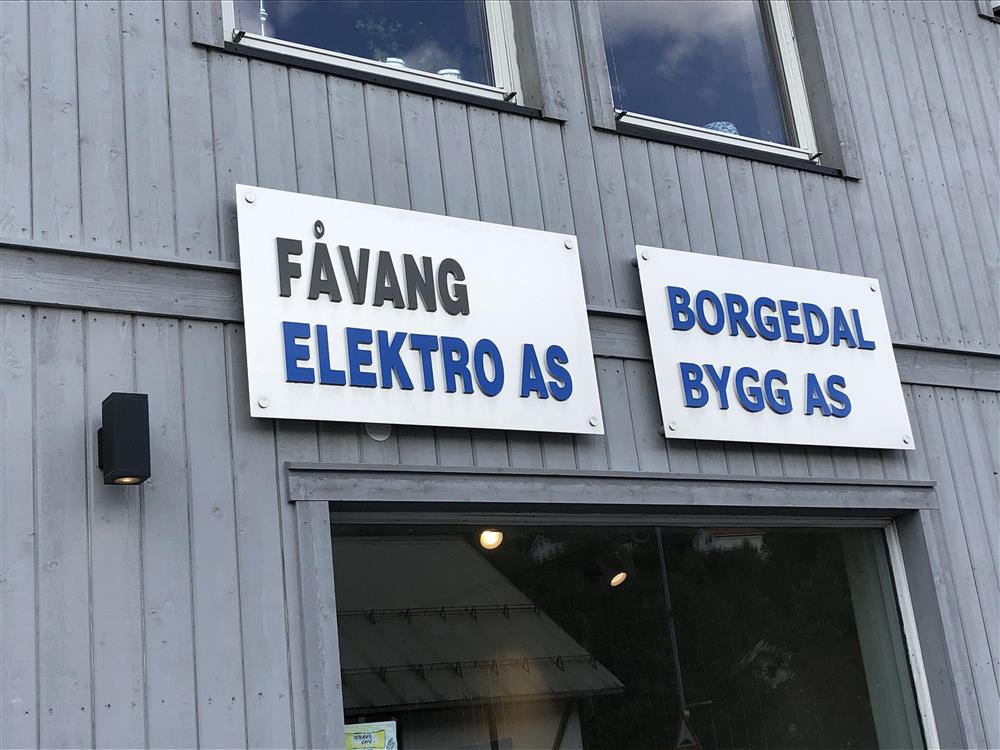 FÅVANG
ELEKTRO AS
BORGEDAL
BYGG AS